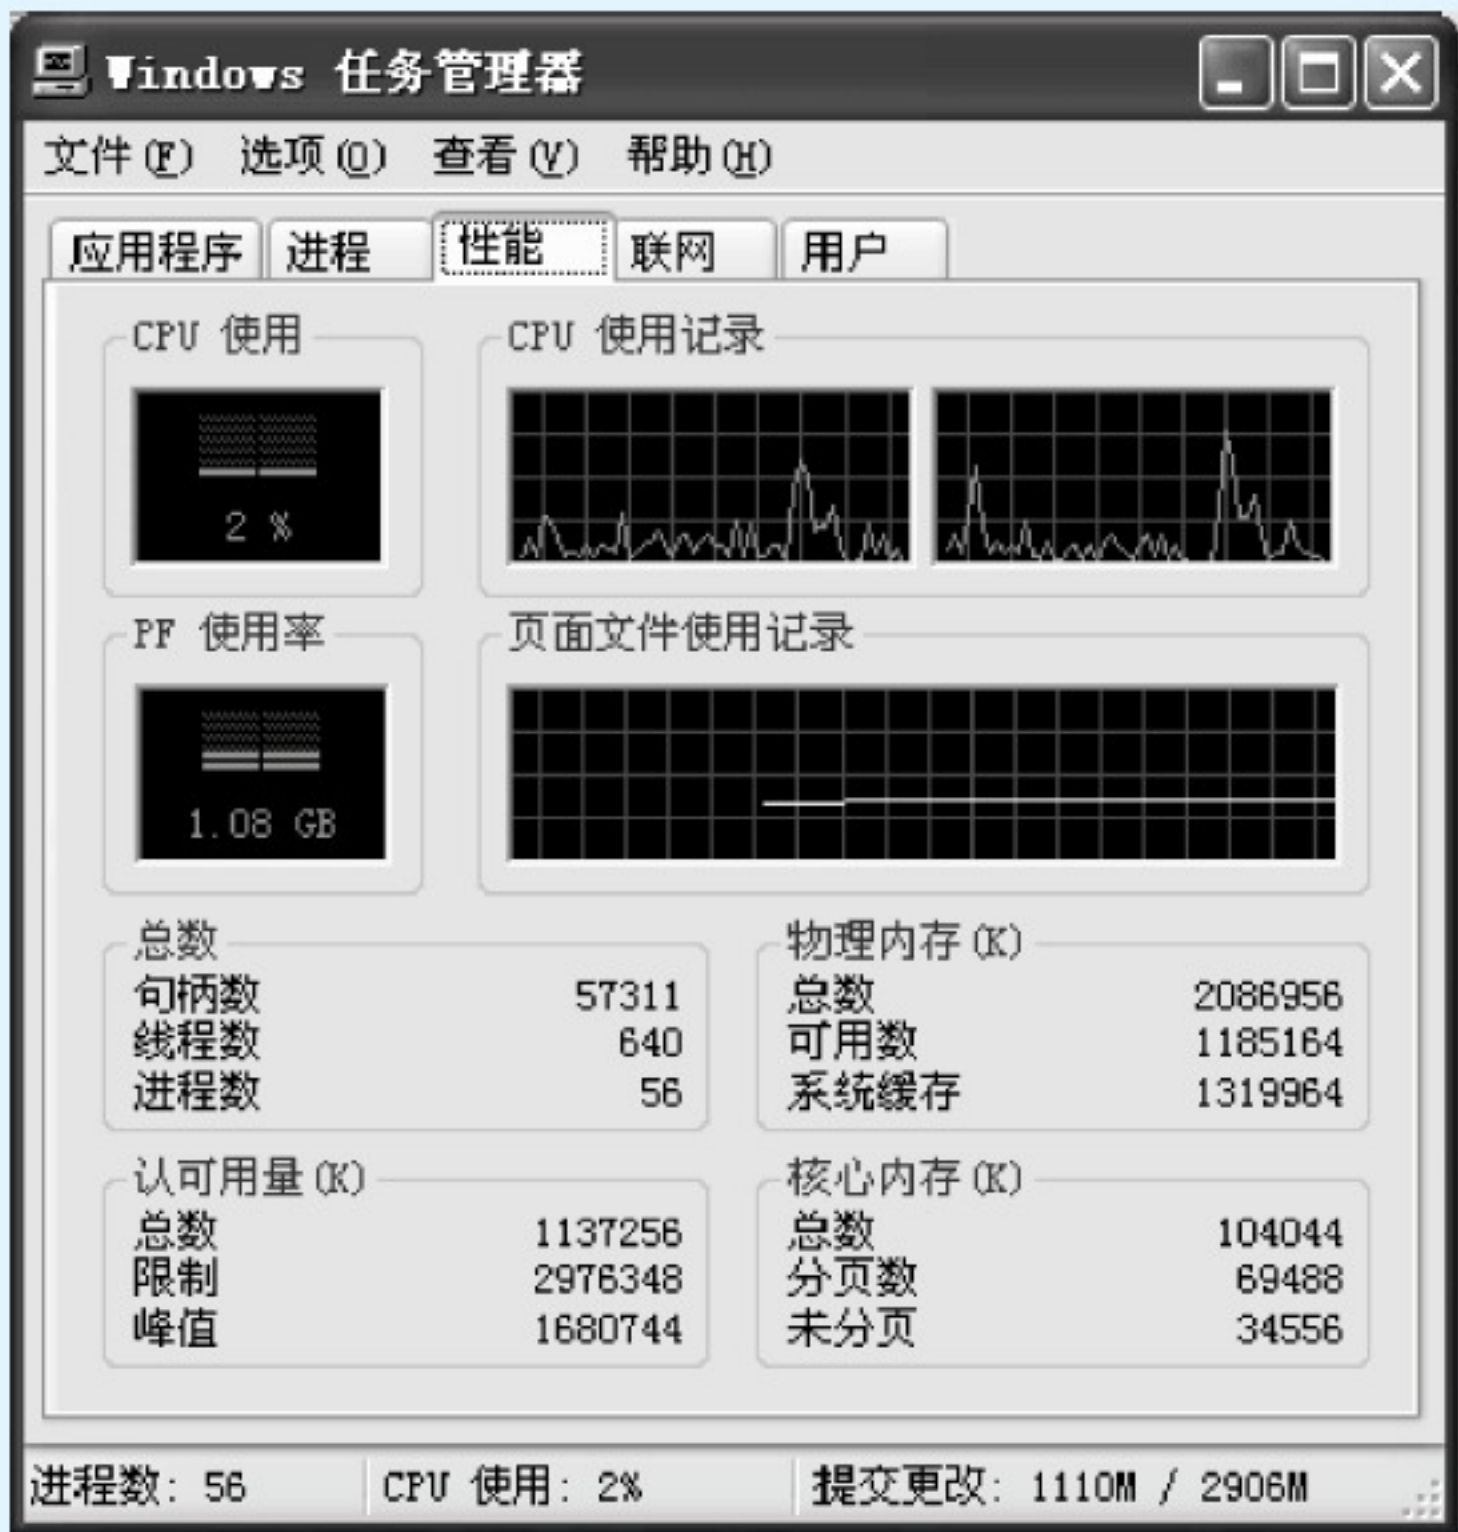 Windows 任务管理器
文件(F) 选项(O) 查看(V) 帮助(H)
应用程序 进程 性能 联网 用户
CPU 使用 CPU 使用记录
2 %
PF 使用率 页面文件使用记录
1.08 GB
总数 物理内存(K)
句柄数 57311 总数 2086956
线程数 640 可用数 1185164
进程数 56 系统缓存 1319964
认可用量(K) 核心内存(K)
总数 1137256 总数 104044
限制 2976348 分页数 69488
峰值 1680744 未分页 34556
进程数: 56 CPU 使用: 2% 提交更改: 1110M / 2906M